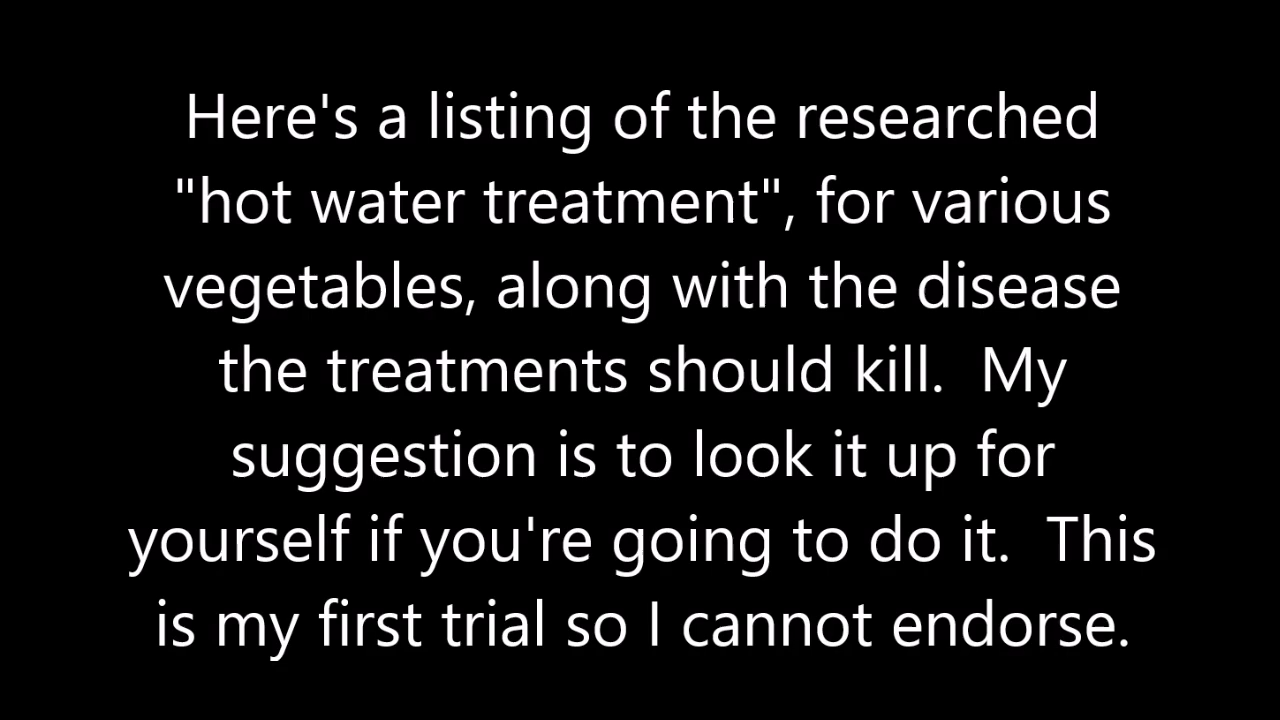 Here's a listing of the researched
"hot water treatment", for various
vegetables, along with the disease
the treatments should kill.  My
suggestion is to look it up for
yourself if you're going to do it.  This
is my first trial so I cannot endorse.